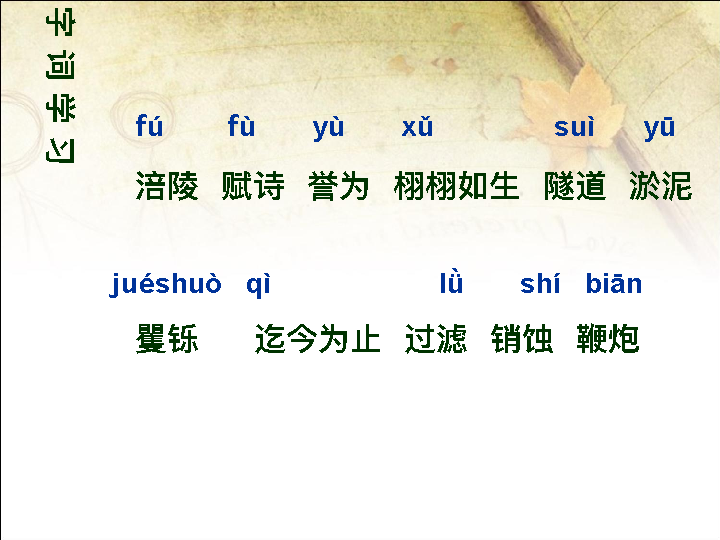 字词学习
fú fù yù xǔ suì yū
涪陵 赋诗 誉为 栩栩如生 隧道 淤泥
juéshuò qì lǜ shí biān
矍铄 迄今为止 过滤 销蚀 鞭炮